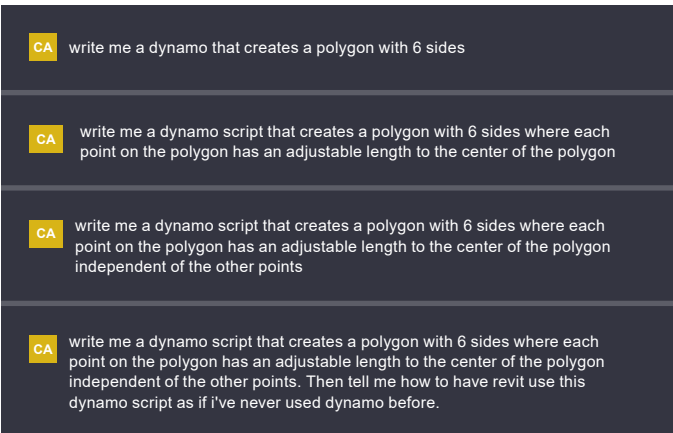 CA write me a dynamo that creates a polygon with 6 sides
CA write me a dynamo script that creates a polygon with 6 sides where each
point on the polygon has an adjustable length to the center of the polygon
CA write me a dynamo script that creates a polygon with 6 sides where each
point on the polygon has an adjustable length to the center of the polygon
independent of the other points
CA write me a dynamo script that creates a polygon with 6 sides where each
point on the polygon has an adjustable length to the center of the polygon
independent of the other points. Then tell me how to have revit use this
dynamo script as if i've never used dynamo before.